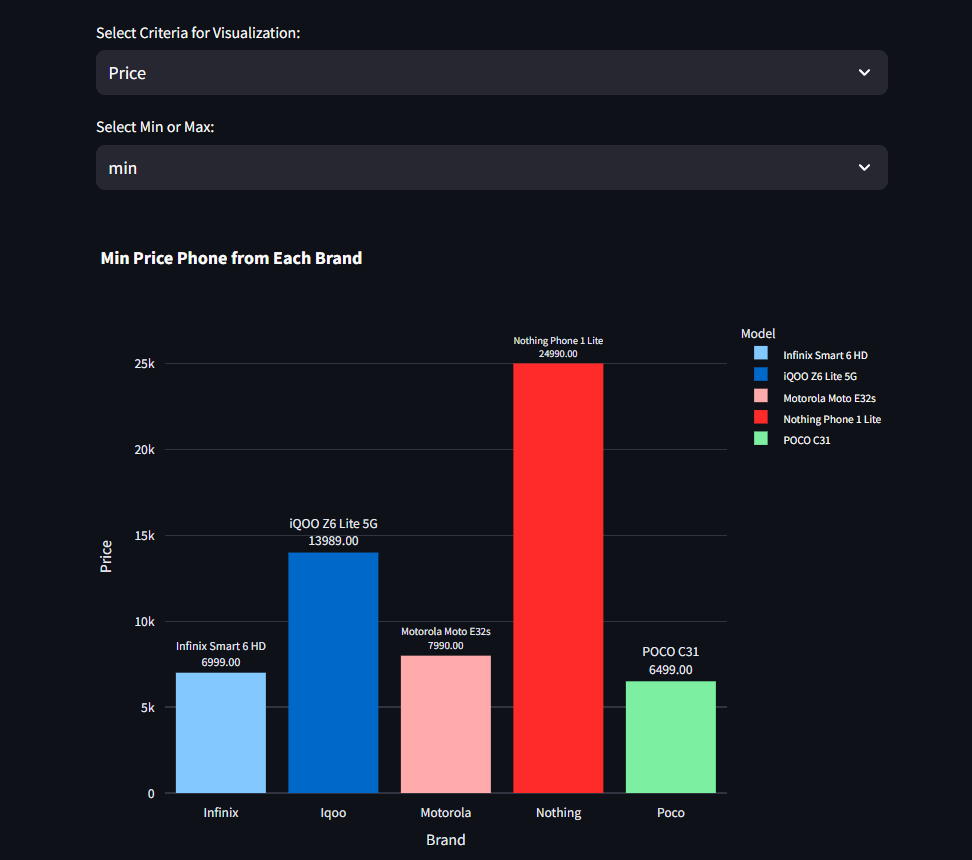 Select Criteria for Visualization:
Price
Select Min or Max:
min
Min Price Phone from Each Brand
Model
Infinix Smart 6 HD
iQOO Z6 Lite 5G
Motorola Moto E32s
Nothing Phone 1 Lite
POCO C31
Nothing Phone 1 Lite
24990.00
25k
20k
iQOO Z6 Lite 5G
13989.00
15k
Price
10k
Motorola Moto E32s
7990.00
Infinix Smart 6 HD
6999.00
POCO C31
6499.00
5k
0
Infinix
Iqoo
Motorola
Nothing
Poco
Brand